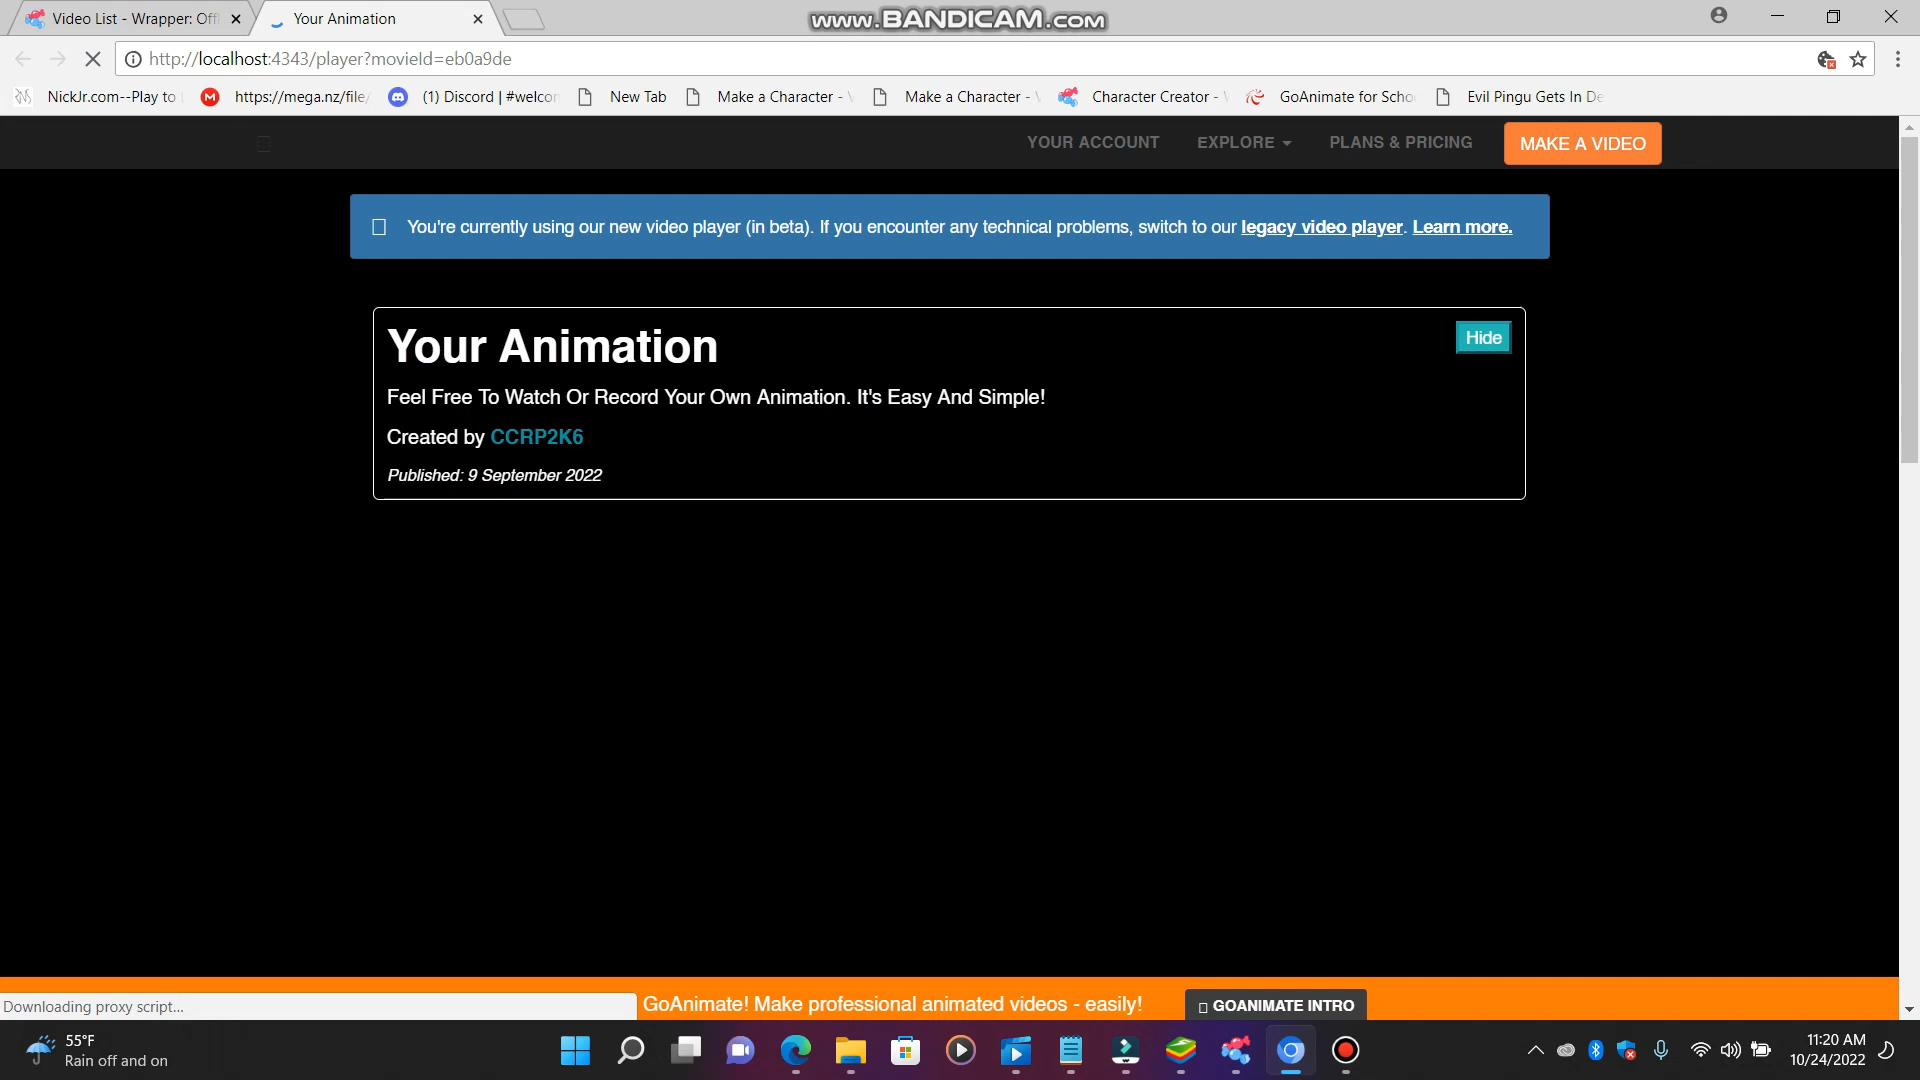 Video List - Wrapper: Off
Your Animation
www.BANDICAM.com
http://localhost:4343/player?movieId=eb0a9de
NickJr.com--Play to
https://mega.nz/file/
(1) Discord | #welcom
New Tab
Make a Character -
Make a Character -
Character Creator -
GoAnimate for Scho
Evil Pingu Gets In De
YOUR ACCOUNT
EXPLORE
PLANS & PRICING
MAKE A VIDEO
You're currently using our new video player (in beta). If you encounter any technical problems, switch to our legacy video player. Learn more.
Your Animation
Hide
Feel Free To Watch Or Record Your Own Animation. It's Easy And Simple!
Created by CCRP2K6
Published: 9 September 2022
Downloading proxy script...
GoAnimate! Make professional animated videos - easily!
GOANIMATE INTRO
55°F
Rain off and on
11:20 AM
10/24/2022